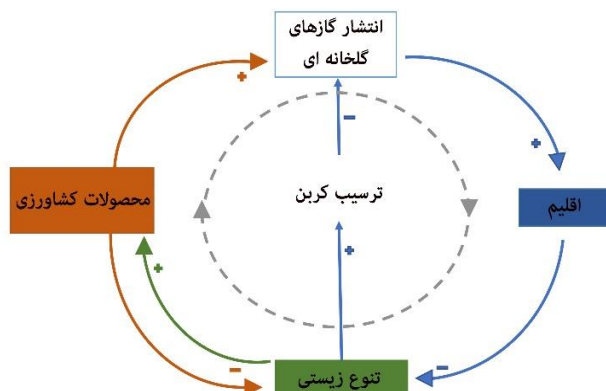 انتشار گازهای
گلخانه ای
+
+
-
محصولات کشاورزی
ترسیب کربن
اقلیم
+
+
-
-
تنوع زیستی